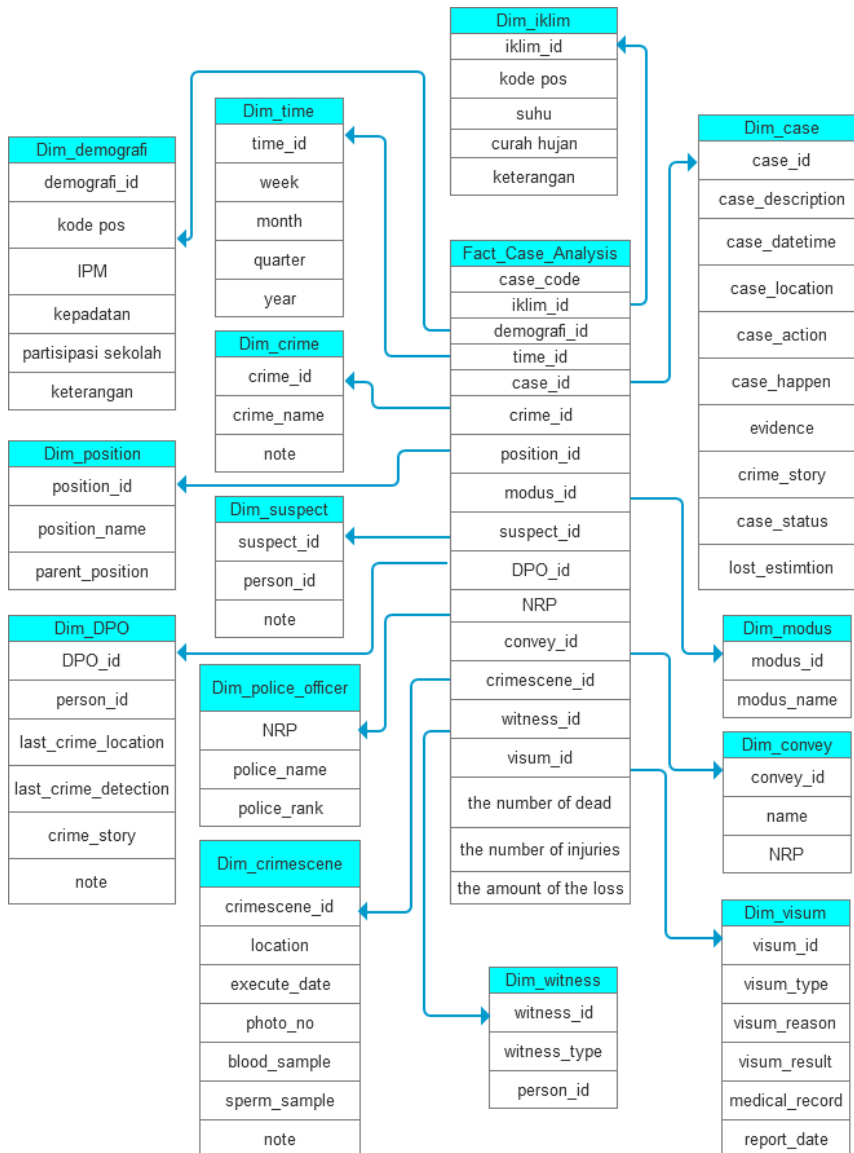 Dim_iklim
iklim_id
kode pos
suhu
curah hujan
keterangan
Dim_time
time_id
week
month
quarter
year
Dim_case
case_id
case_description
case_datetime
case_location
case_action
case_happen
evidence
crime_story
case_status
lost_estimtion
Dim_demografi
demografi_id
kode pos
IPM
kepadatan
partisipasi sekolah
keterangan
Fact_Case_Analysis
case_code
iklim_id
demografi_id
time_id
case_id
crime_id
position_id
modus_id
suspect_id
DPO_id
NRP
convey_id
crimescene_id
witness_id
visum_id
the number of dead
the number of injuries
the amount of the loss
Dim_crime
crime_id
crime_name
note
Dim_position
position_id
position_name
parent_position
Dim_suspect
suspect_id
person_id
note
Dim_DPO
DPO_id
person_id
last_crime_location
last_crime_detection
crime_story
note
Dim_modus
modus_id
modus_name
Dim_police_officer
NRP
police_name
police_rank
Dim_convey
convey_id
name
NRP
Dim_crimescene
crimescene_id
location
execute_date
photo_no
blood_sample
sperm_sample
note
Dim_visum
visum_id
visum_type
visum_reason
visum_result
medical_record
report_date
Dim_witness
witness_id
witness_type
person_id